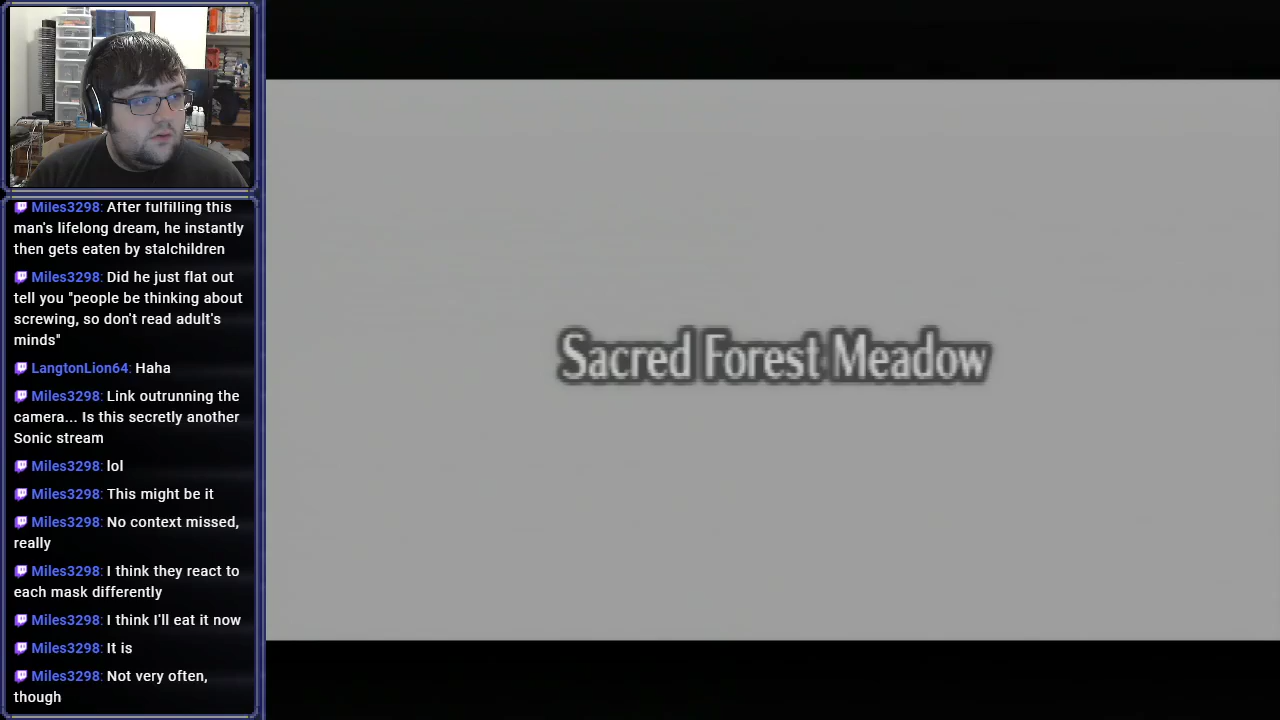 Miles3298: After fulfilling this
man's lifelong dream, he instantly
then gets eaten by stalchildren
Miles3298: Did he just flat out
tell you "people be thinking about
screwing, so don't read adult's
minds"
LangtonLion64: Haha
Miles3298: Link outrunning the
camera... Is this secretly another
Sonic stream
Miles3298: lol
Miles3298: This might be it
Miles3298: No context missed,
really
Miles3298: I think they react to
each mask differently
Miles3298: I think I'll eat it now
Miles3298: It is
Miles3298: Not very often,
though
Sacred Forest Meadow